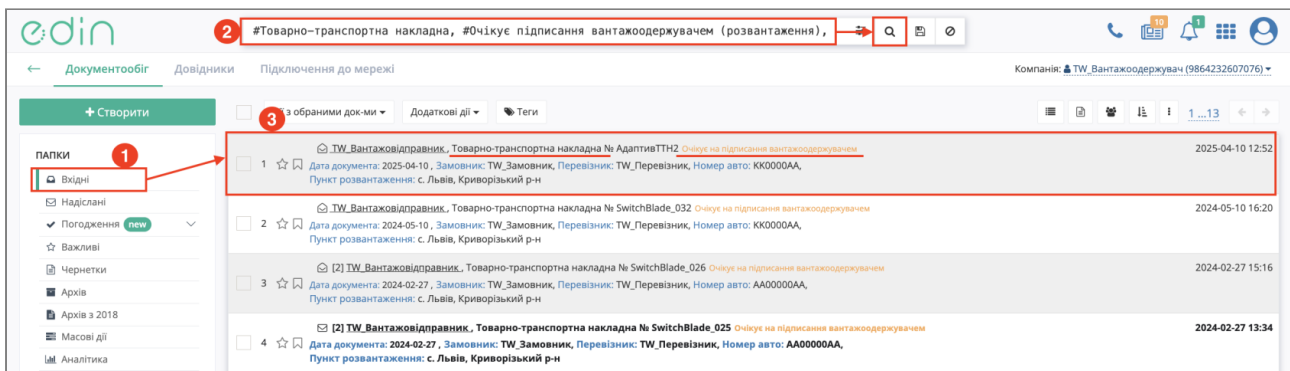 edin
2
#Товарно-транспортна накладна, #Очікує підписання вантажоодержувачем (розвантаження),
10
1
← Документообіг Довідники Підключення до мережі
Компанія: TW_Вантажоодержувач (9864232607076)
+ Створити
3
з обраними док-ми Додаткові дії Теги
1 ...13
ПАПКИ
1
Вхідні
Надіслані
Погодження new
Важливі
Чернетки
Архів
Архів з 2018
Масові дії
Аналітика
TW_Вантажовідправник , Товарно-транспортна накладна № АдаптивТТН2 Очікує на підписання вантажоодержувачем 2025-04-10 12:52
1 Дата документа: 2025-04-10 , Замовник: TW_Замовник, Перевізник: TW_Перевізник, Номер авто: КК0000АА,
Пункт розвантаження: с. Львів, Криворізький р-н
TW_Вантажовідправник , Товарно-транспортна накладна № SwitchBlade_032 Очікує на підписання вантажоодержувачем 2024-05-10 16:20
2 Дата документа: 2024-05-10 , Замовник: TW_Замовник, Перевізник: TW_Перевізник, Номер авто: КК0000АА,
Пункт розвантаження: с. Львів, Криворізький р-н
[2] TW_Вантажовідправник , Товарно-транспортна накладна № SwitchBlade_026 Очікує на підписання вантажоодержувачем 2024-02-27 15:16
3 Дата документа: 2024-02-27 , Замовник: TW_Замовник, Перевізник: TW_Перевізник, Номер авто: АА00000АА,
Пункт розвантаження: с. Львів, Криворізький р-н
[2] TW_Вантажовідправник , Товарно-транспортна накладна № SwitchBlade_025 Очікує на підписання вантажоодержувачем 2024-02-27 13:34
4 Дата документа: 2024-02-27 , Замовник: TW_Замовник, Перевізник: TW_Перевізник, Номер авто: АА00000АА,
Пункт розвантаження: с. Львів, Криворізький р-н